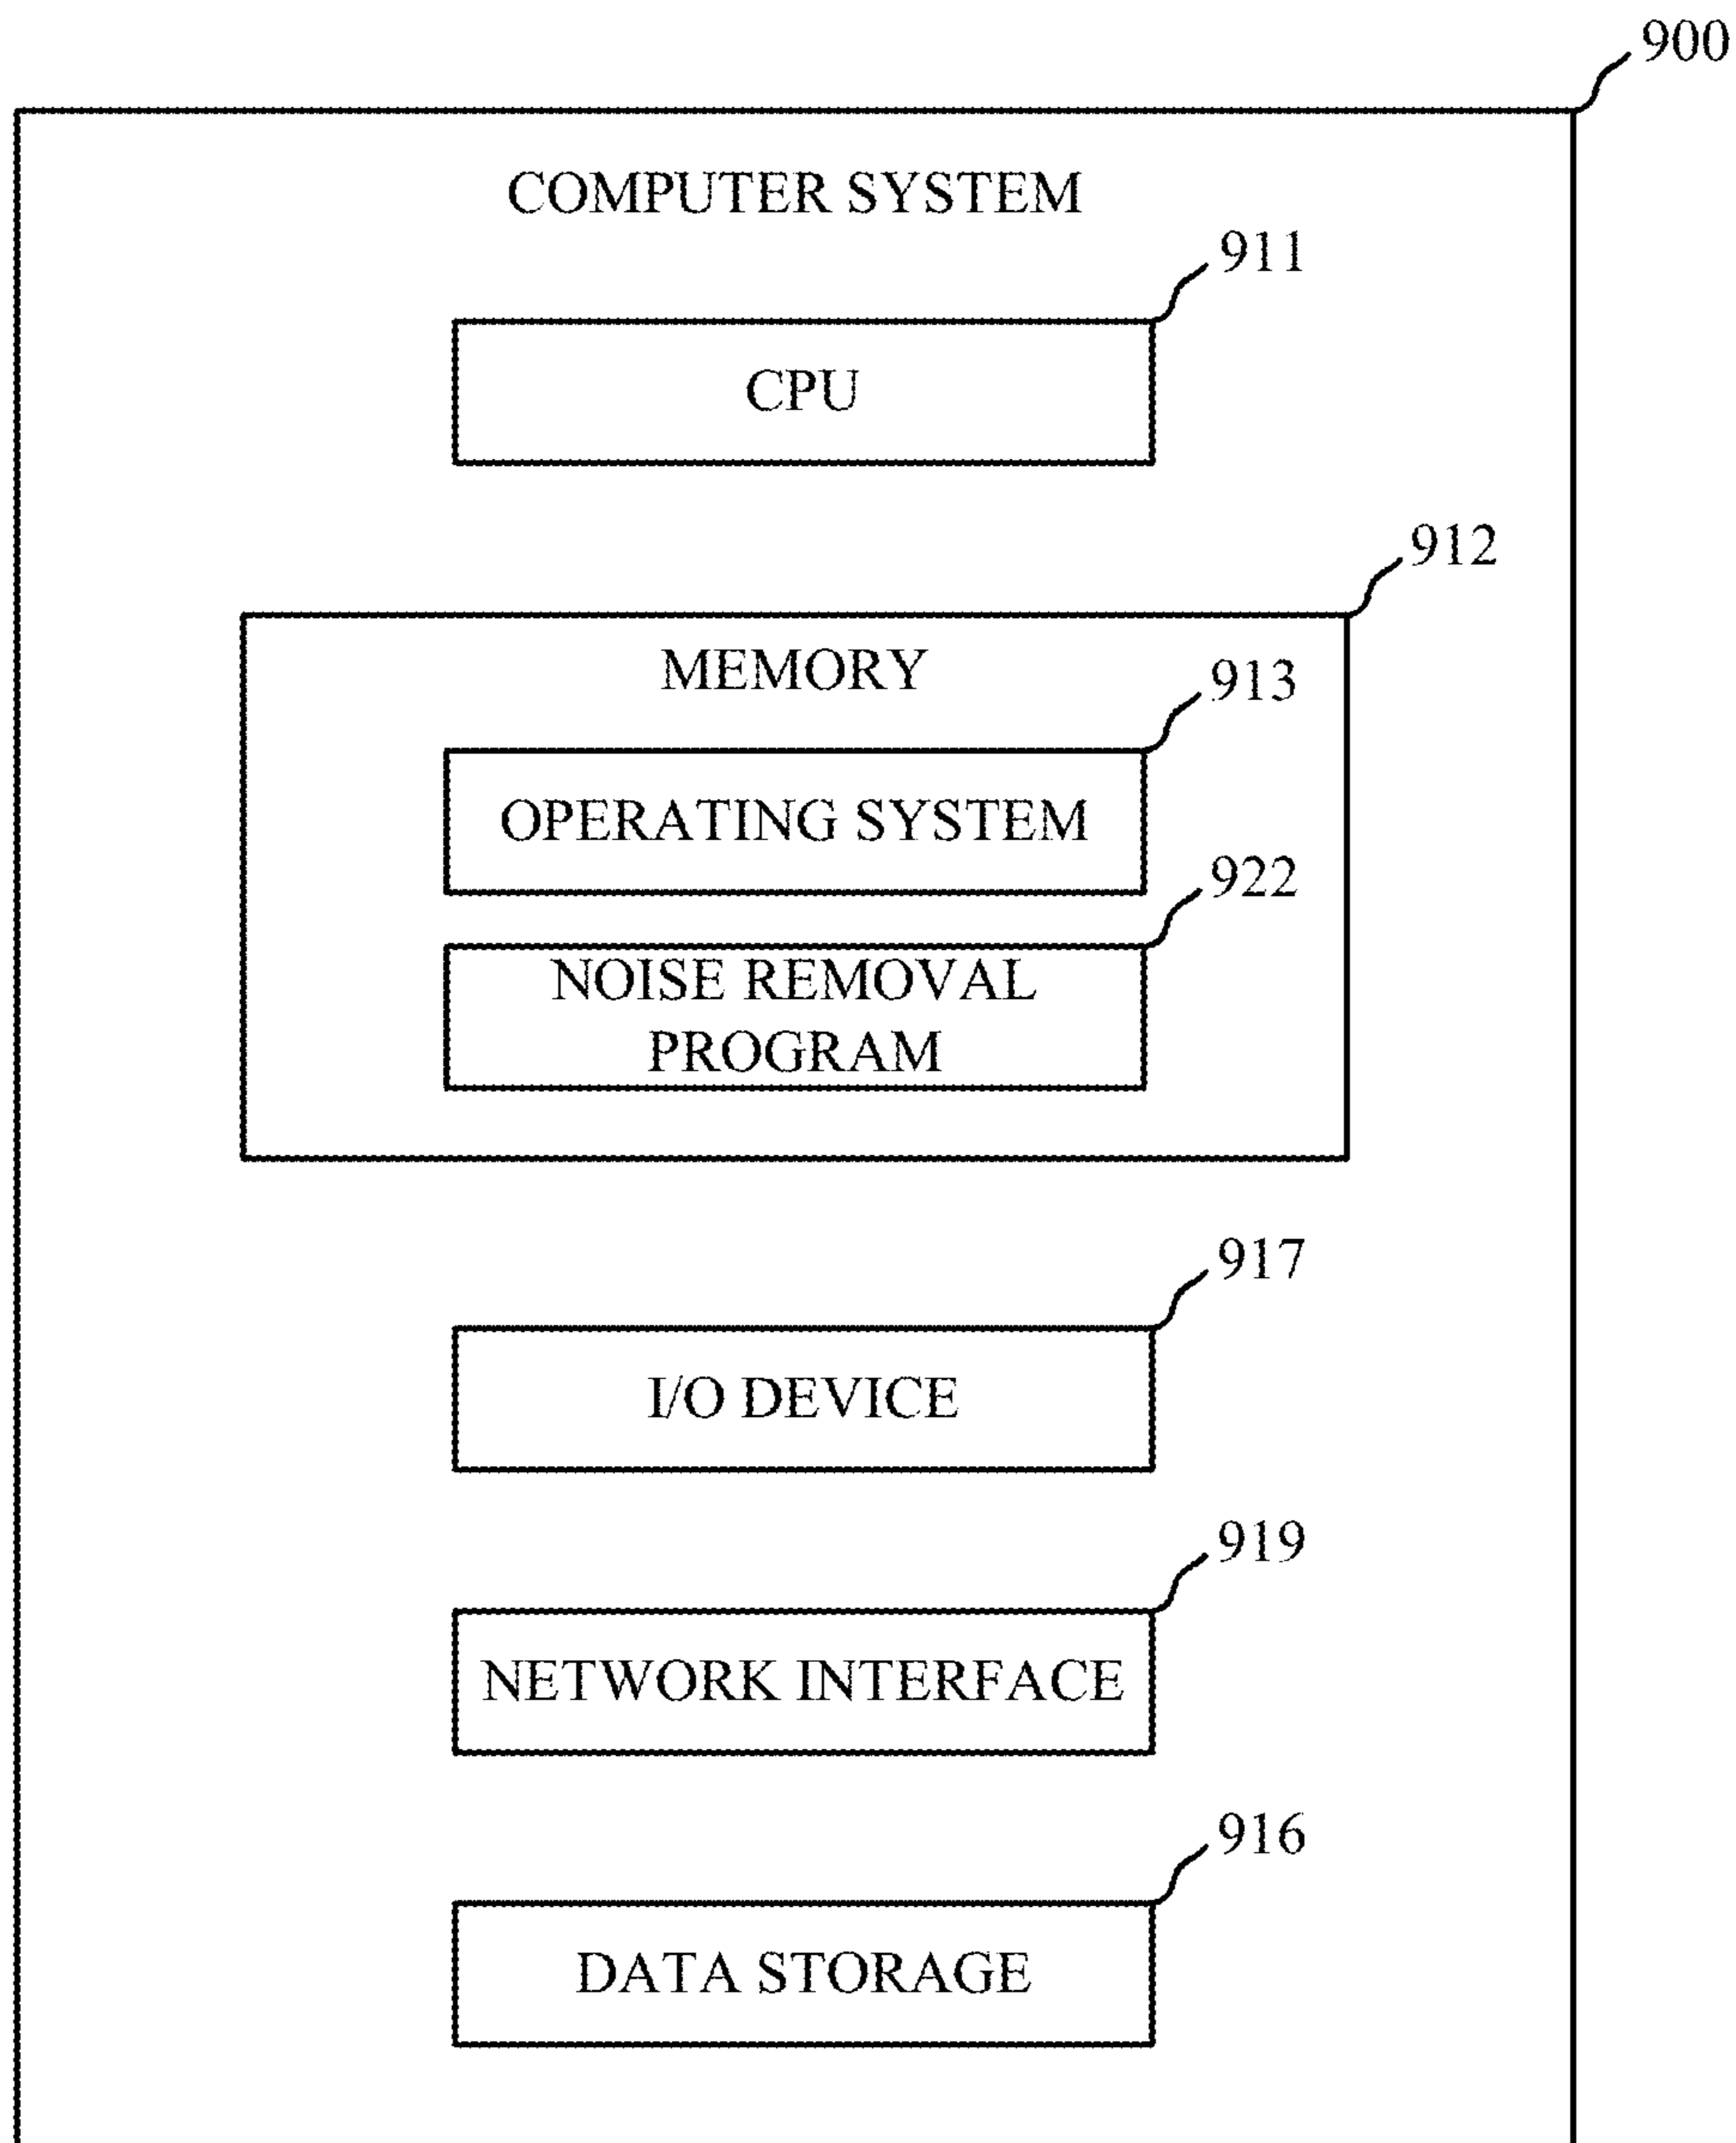 900
COMPUTER SYSTEM
911
CPU
912
MEMORY
913
OPERATING SYSTEM
922
NOISE REMOVAL
PROGRAM
917
I/O DEVICE
919
NETWORK INTERFACE
916
DATA STORAGE